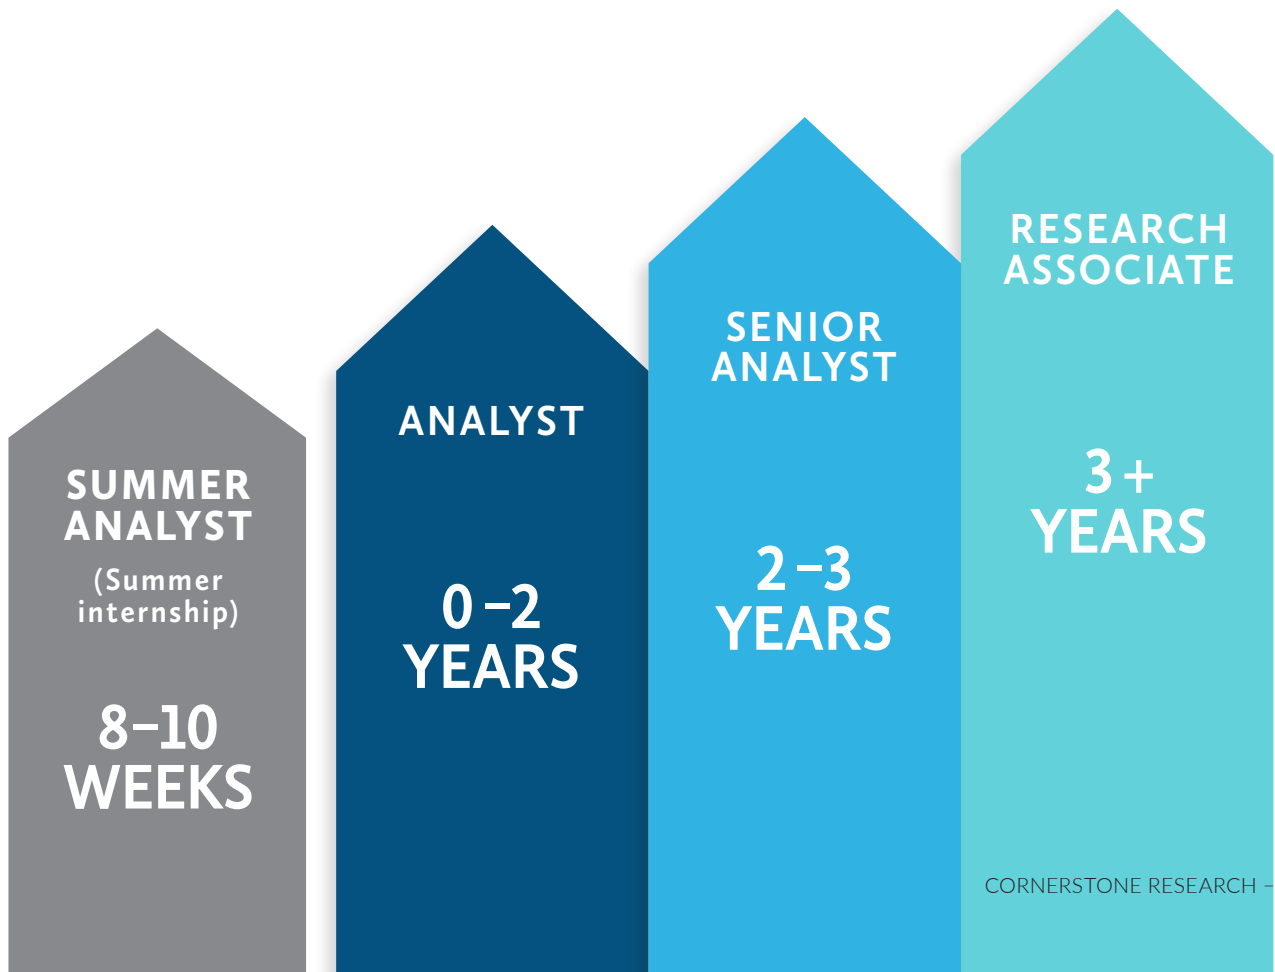 SUMMER
ANALYST
(Summer
internship)
8–10
WEEKS
ANALYST
0–2
YEARS
SENIOR
ANALYST
2–3
YEARS
RESEARCH
ASSOCIATE
3+
YEARS
CORNERSTONE RESEARCH –